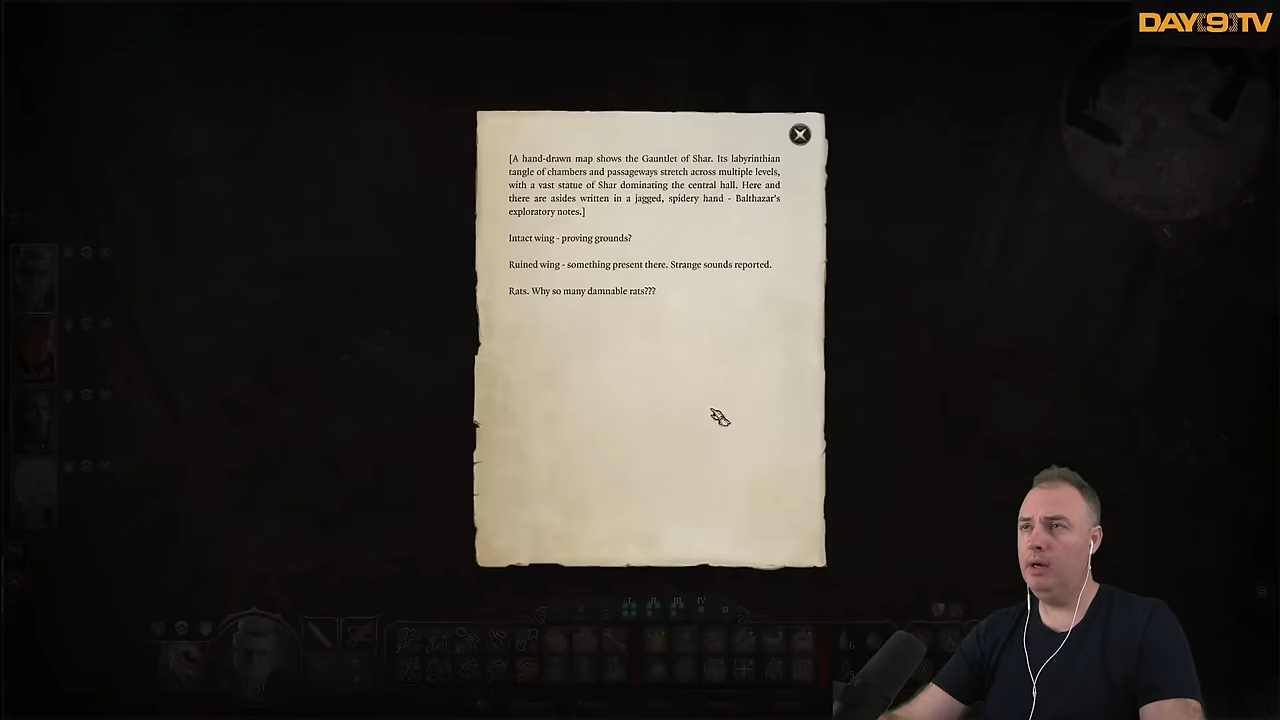 DAY[9]TV
[A hand-drawn map shows the Gauntlet of Shar. Its labyrinthian
tangle of chambers and passageways stretch across multiple levels,
with a vast statue of Shar dominating the central hall. Here and
there are asides written in a jagged, spidery hand - Balthazar's
exploratory notes.]
Intact wing - proving grounds?
Ruined wing - something present there. Strange sounds reported.
Rats. Why so many damnable rats???